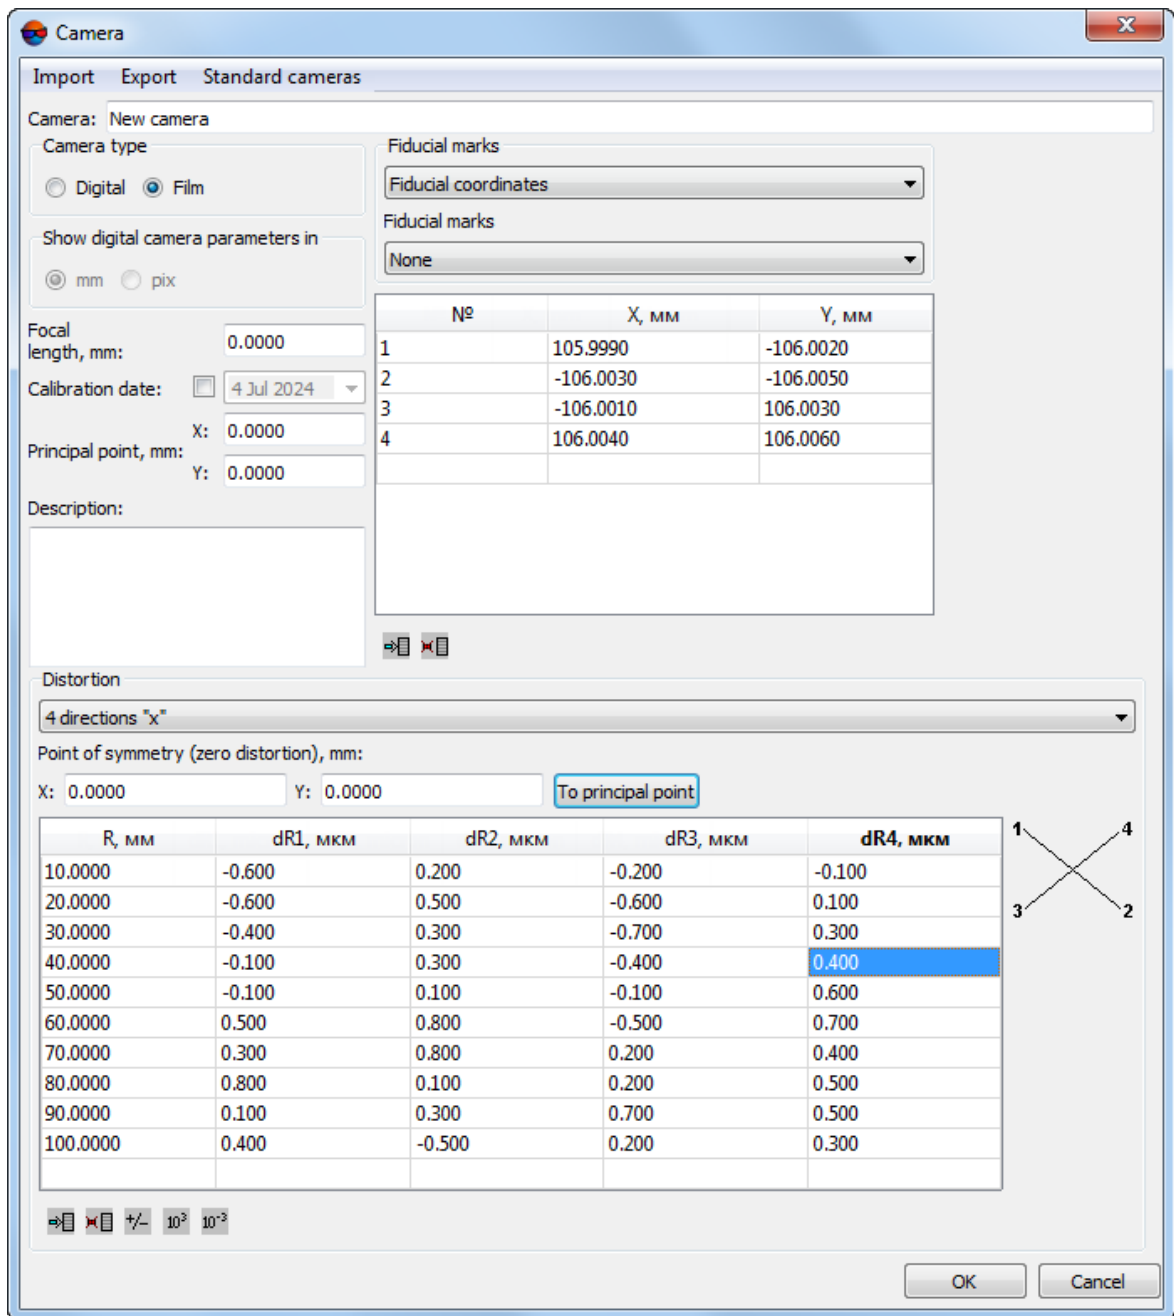 Camera
Import Export Standard cameras
Camera: New camera
Camera type
Digital Film
Show digital camera parameters in
mm pix
Focal
length, mm: 0.0000
Calibration date: 4 Jul 2024
Principal point, mm:
X: 0.0000
Y: 0.0000
Description:
Fiducial marks
Fiducial coordinates
Fiducial marks
None
№ X, мм Y, мм
1 105.9990 -106.0020
2 -106.0030 -106.0050
3 -106.0010 106.0030
4 106.0040 106.0060
Distortion
4 directions "x"
Point of symmetry (zero distortion), mm:
X: 0.0000 Y: 0.0000 To principal point
R, мм dR1, мкм dR2, мкм dR3, мкм dR4, мкм
10.0000 -0.600 0.200 -0.200 -0.100
20.0000 -0.600 0.500 -0.600 0.100
30.0000 -0.400 0.300 -0.700 0.300
40.0000 -0.100 0.300 -0.400 0.400
50.0000 -0.100 0.100 -0.100 0.600
60.0000 0.500 0.800 -0.500 0.700
70.0000 0.300 0.800 0.200 0.400
80.0000 0.800 0.100 0.200 0.500
90.0000 0.100 0.300 0.700 0.500
100.0000 0.400 -0.500 0.200 0.300
1 4
3 2
+/- 10³ 10⁻³
OK Cancel